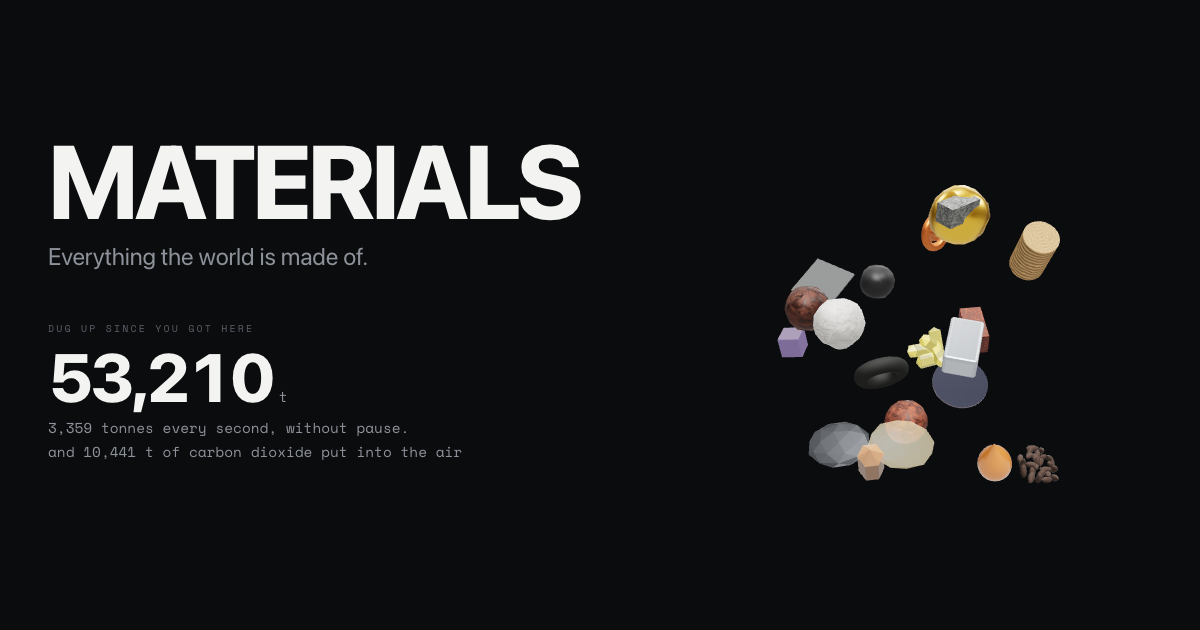 MATERIALS
Everything the world is made of.
DUG UP SINCE YOU GOT HERE
53,210 t
3,359 tonnes every second, without pause.
and 10,441 t of carbon dioxide put into the air